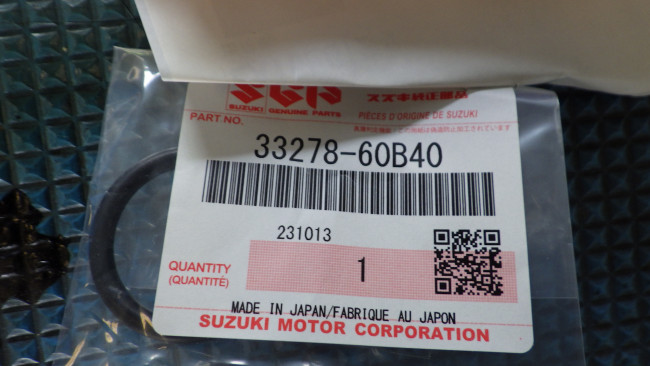 SUZUKI GENUINE PARTS
スズキ純正部品
PIÈCES D'ORIGINE DE SUZUKI
PART NO.
33278-60B40
231013
QUANTITY
(QUANTITÉ)
1
MADE IN JAPAN/FABRIQUE AU JAPON
SUZUKI MOTOR CORPORATION